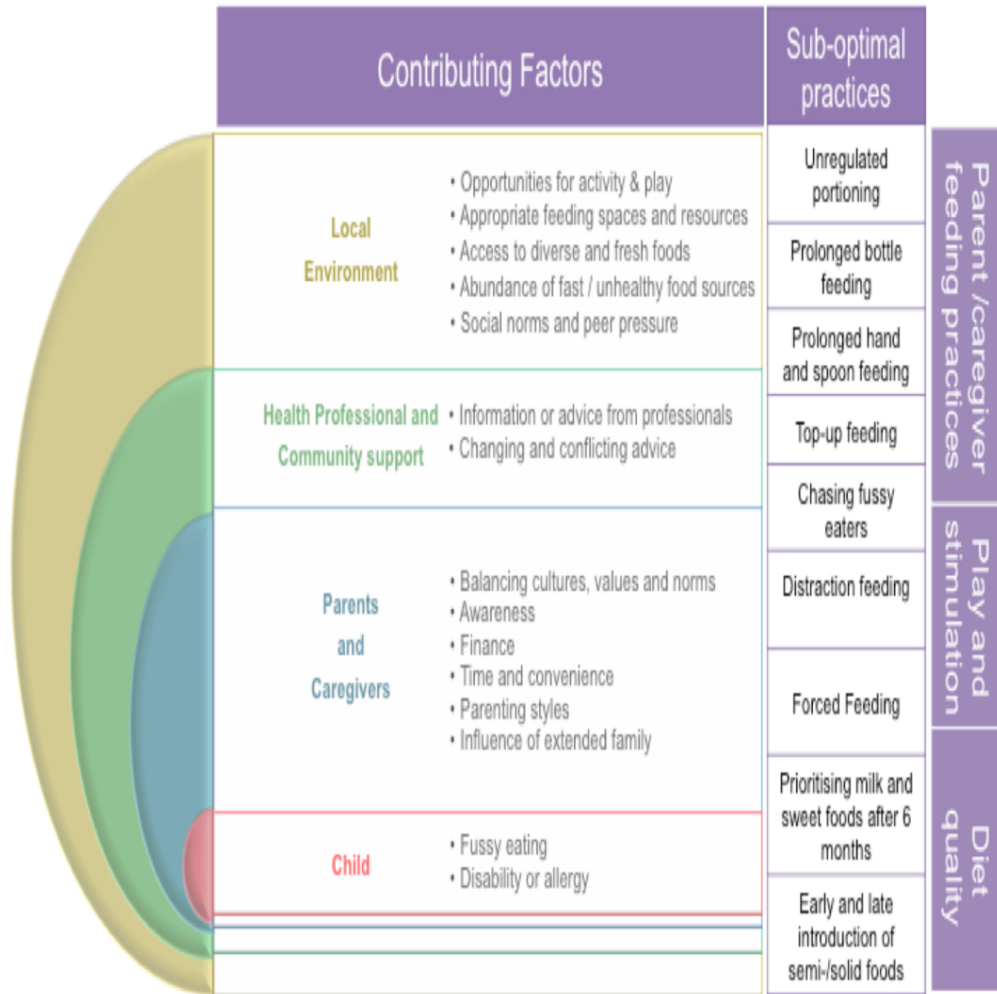 Contributing Factors
Sub-optimal
practices
Local
Environment
• Opportunities for activity & play
• Appropriate feeding spaces and resources
• Access to diverse and fresh foods
• Abundance of fast / unhealthy food sources
• Social norms and peer pressure
Health Professional and
Community support
• Information or advice from professionals
• Changing and conflicting advice
Parents
and
Caregivers
• Balancing cultures, values and norms
• Awareness
• Finance
• Time and convenience
• Parenting styles
• Influence of extended family
Child
• Fussy eating
• Disability or allergy
Unregulated
portioning
Prolonged bottle
feeding
Prolonged hand
and spoon feeding
Top-up feeding
Chasing fussy
eaters
Distraction feeding
Forced Feeding
Prioritising milk and
sweet foods after 6
months
Early and late
introduction of
semi-/solid foods
Parent /caregiver
feeding practices
Play and
stimulation
Diet
quality